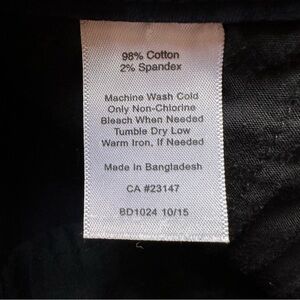 98% Cotton
2% Spandex
Machine Wash Cold
Only Non-Chlorine
Bleach When Needed
Tumble Dry Low
Warm Iron, If Needed
Made In Bangladesh
CA #23147
BD1024 10/15